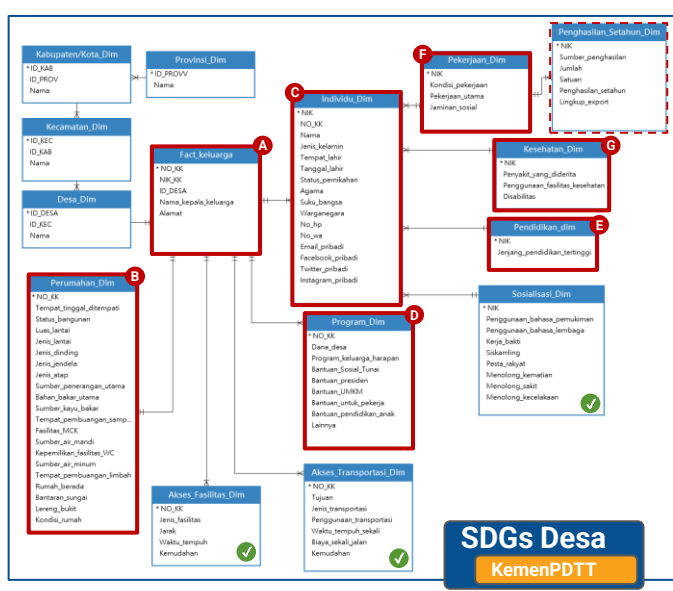 Kabupaten/Kota_Dim
* ID_KAB
ID_PROV
Nama
Provinsi_Dim
* ID_PROVV
Nama
Kecamatan_Dim
* ID_KEC
ID_KAB
Nama
Desa_Dim
* ID_DESA
ID_KEC
Nama
A
Fact_keluarga
* NO_KK
NIK_KK
ID_DESA
Nama_kepala_keluarga
Alamat
B
Perumahan_Dim
* NO_KK
Tempat_tinggal_ditempati
Status_bangunan
Luas_lantai
Jenis_lantai
Jenis_dinding
Jenis_jendela
Jenis_atap
Sumber_penerangan_utama
Bahan_bakar_utama
Sumber_kayu_bakar
Tempat_pembuangan_samp...
Fasilitas_MCK
Sumber_air_mandi
Kepemilikan_fasilitas_WC
Sumber_air_minum
Tempat_pembuangan_limbah
Rumah_berada
Bantaran_sungai
Lereng_bukit
Kondisi_rumah
C
Individu_Dim
* NIK
NO_KK
Nama
Jenis_kelamin
Tempat_lahir
Tanggal_lahir
Status_pernikahan
Agama
Suku_bangsa
Warganegara
No_hp
No_wa
Email_pribadi
Facebook_pribadi
Twitter_pribadi
Instagram_pribadi
D
Program_Dim
* NO_KK
Dana_desa
Program_keluarga_harapan
Bantuan_Sosial_Tunai
Bantuan_presiden
Bantuan_UMKM
Bantuan_untuk_pekerja
Bantuan_pendidikan_anak
Lainnya
Akses_Fasilitas_Dim
* NO_KK
Jenis_fasilitas
Jarak
Waktu_tempuh
Kemudahan
Akses_Transportasi_Dim
* NO_KK
Tujuan
Jenis_transportasi
Penggunaan_transportasi
Waktu_tempuh_sekali
Biaya_sekali_jalan
Kemudahan
F
Pekerjaan_Dim
* NIK
Kondisi_pekerjaan
Pekerjaan_utama
Jaminan_sosial
Penghasilan_Setahun_Dim
* NIK
Sumber_penghasilan
Jumlah
Satuan
Penghasilan_setahun
Lingkup_export
G
Kesehatan_Dim
* NIK
Penyakit_yang_diderita
Penggunaan_fasilitas_kesehatan
Disabilitas
E
Pendidikan_dim
* NIK
Jenjang_pendidikan_tertinggi
Sosialisasi_Dim
* NIK
Penggunaan_bahasa_pemukiman
Penggunaan_bahasa_lembaga
Kerja_bakti
Siskamling
Pesta_rakyat
Menolong_kematian
Menolong_sakit
Menolong_kecelakaan
SDGs Desa
KemenPDTT